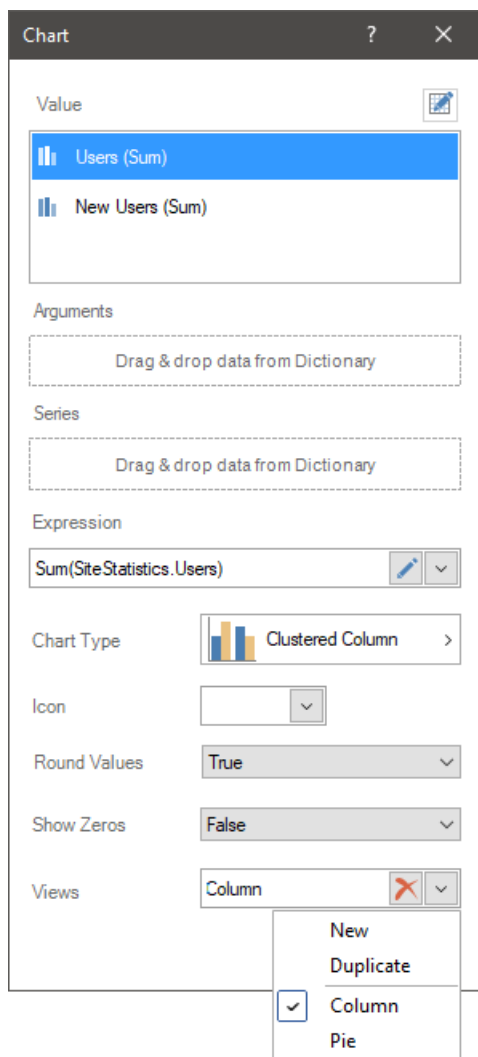 Chart ?
Value
Users (Sum)
New Users (Sum)
Arguments
Drag & drop data from Dictionary
Series
Drag & drop data from Dictionary
Expression
Sum(SiteStatistics.Users)
Chart Type Clustered Column
Icon
Round Values True
Show Zeros False
Views Column
New
Duplicate
Column
Pie